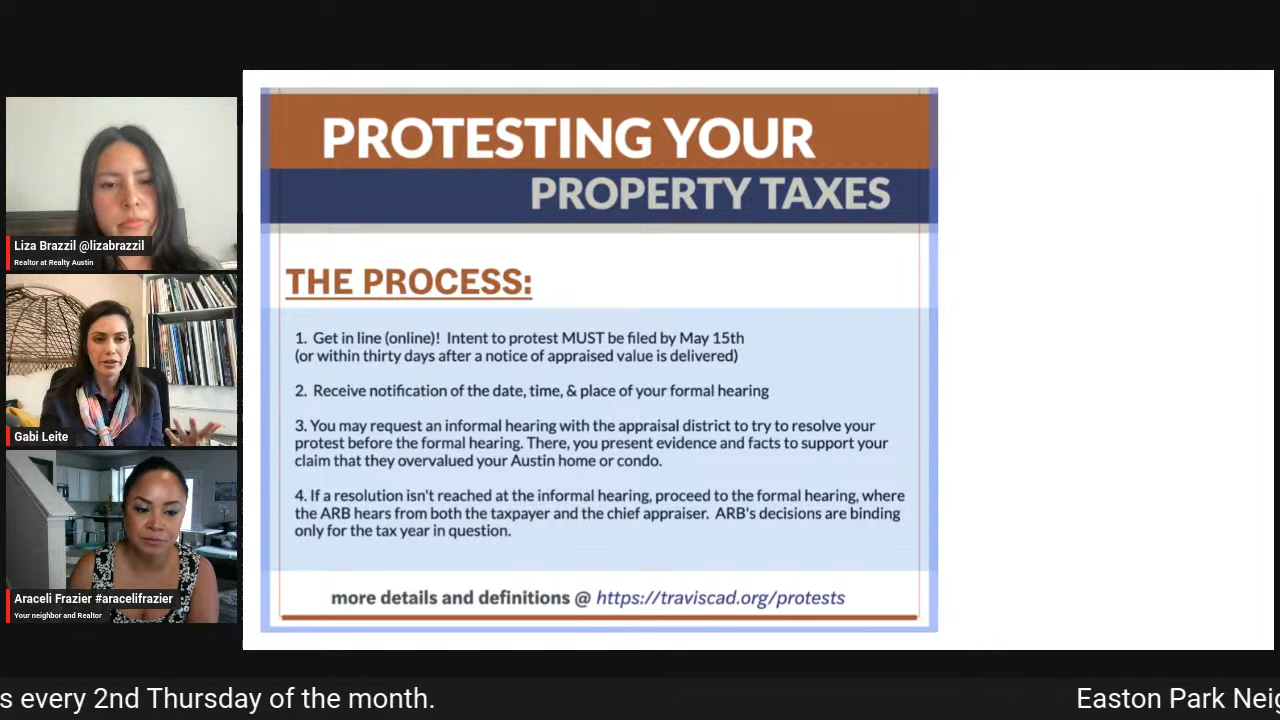 PROTESTING YOUR
PROPERTY TAXES
THE PROCESS:
1. Get in line (online)! Intent to protest MUST be filed by May 15th
(or within thirty days after a notice of appraised value is delivered)
2. Receive notification of the date, time, & place of your formal hearing
3. You may request an informal hearing with the appraisal district to try to resolve your
protest before the formal hearing. There, you present evidence and facts to support your
claim that they overvalued your Austin home or condo.
4. If a resolution isn't reached at the informal hearing, proceed to the formal hearing, where
the ARB hears from both the taxpayer and the chief appraiser. ARB's decisions are binding
only for the tax year in question.
more details and definitions @ https://traviscad.org/protests
Liza Brazzil @lizabrazzil
Realtor at Realty Austin
Gabi Leite
Araceli Frazier #aracelifrazier
Your neighbor and Realtor
s every 2nd Thursday of the month.
Easton Park Neig